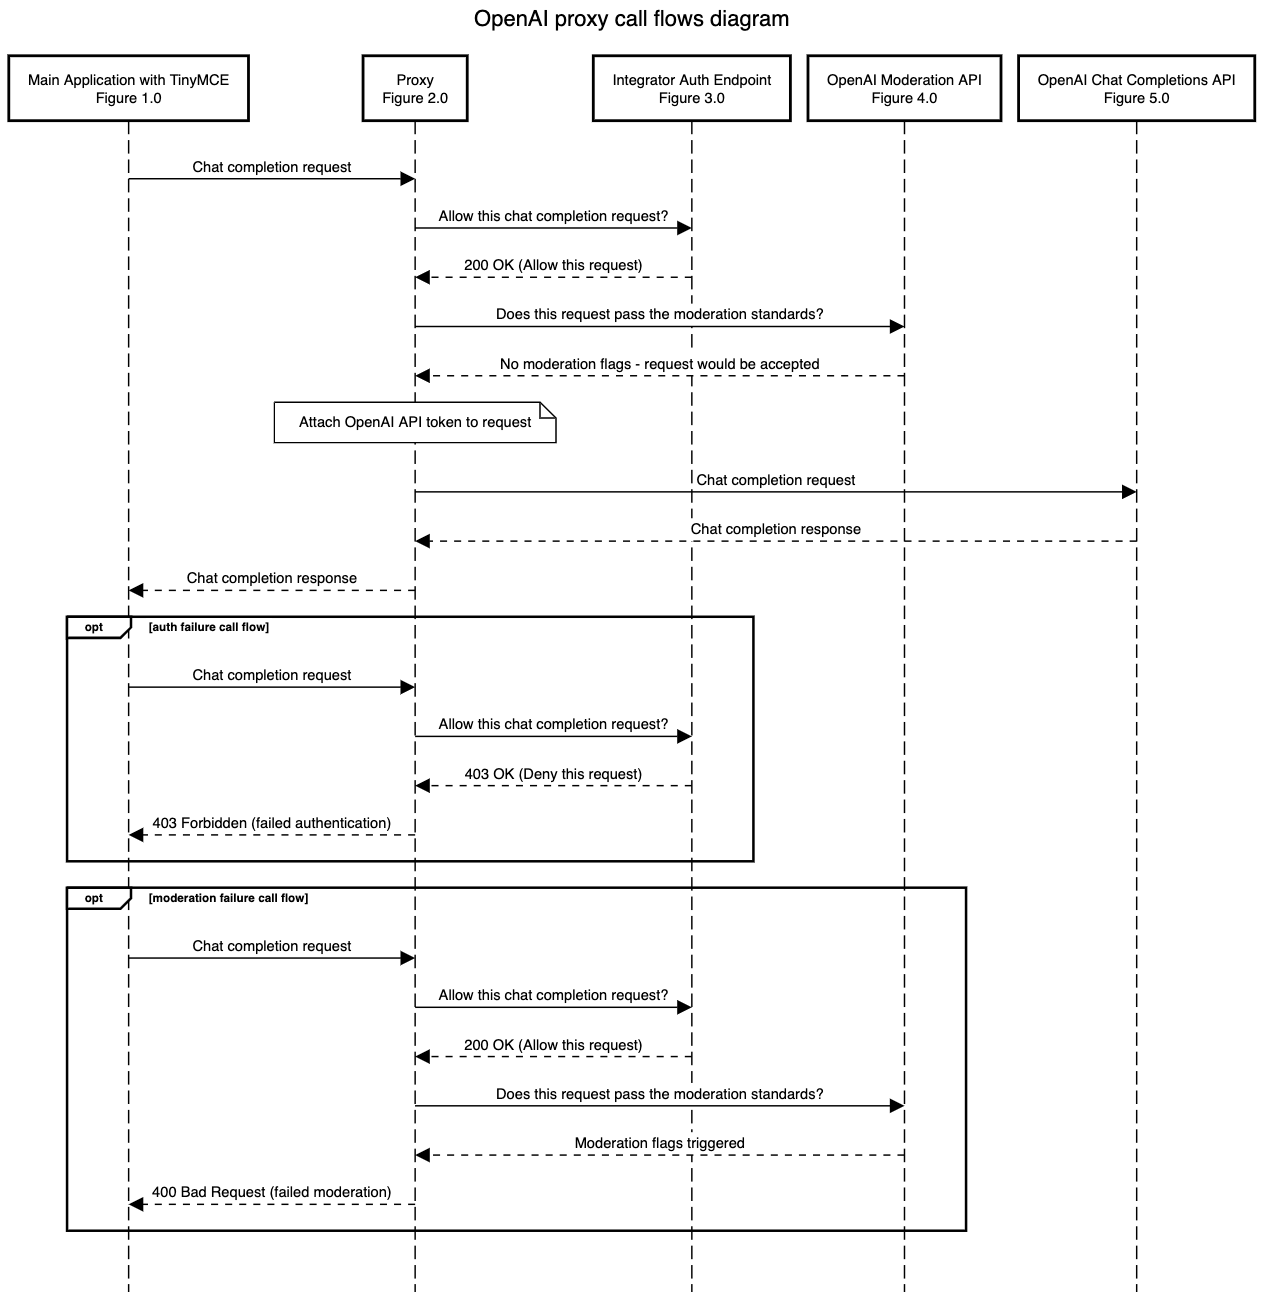 OpenAI proxy call flows diagram
Main Application with TinyMCE
Figure 1.0
Proxy
Figure 2.0
Integrator Auth Endpoint
Figure 3.0
OpenAI Moderation API
Figure 4.0
OpenAI Chat Completions API
Figure 5.0
Chat completion request
Allow this chat completion request?
200 OK (Allow this request)
Does this request pass the moderation standards?
No moderation flags - request would be accepted
Attach OpenAI API token to request
Chat completion request
Chat completion response
Chat completion response
opt
[auth failure call flow]
Chat completion request
Allow this chat completion request?
403 OK (Deny this request)
403 Forbidden (failed authentication)
opt
[moderation failure call flow]
Chat completion request
Allow this chat completion request?
200 OK (Allow this request)
Does this request pass the moderation standards?
Moderation flags triggered
400 Bad Request (failed moderation)